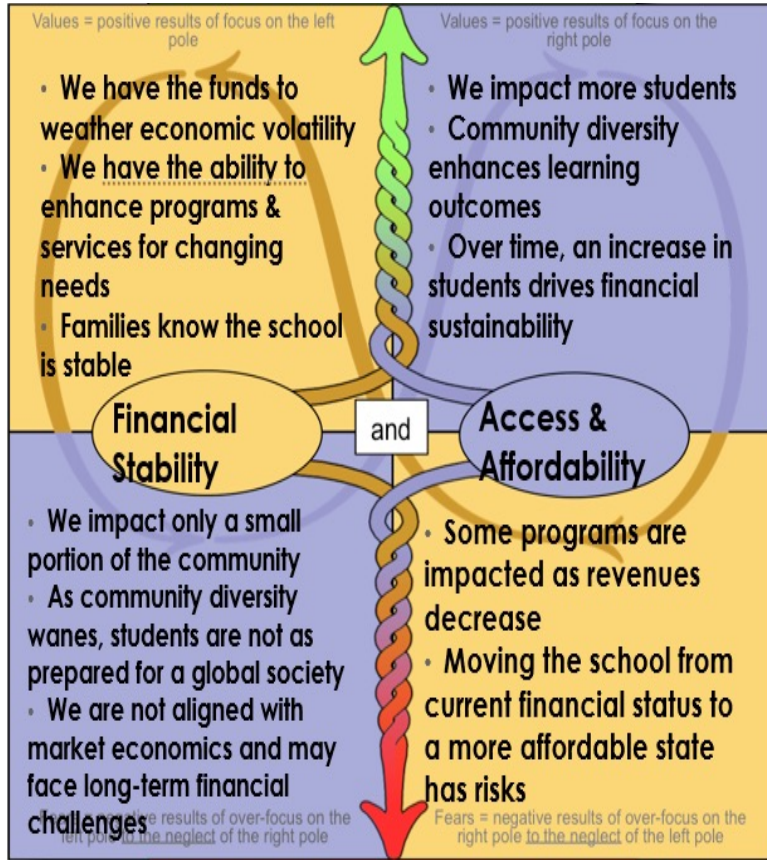 Values = positive results of focus on the left
pole
• We have the funds to
weather economic volatility
• We have the ability to
enhance programs &
services for changing
needs
• Families know the school
is stable
Values = positive results of focus on the
right pole
• We impact more students
• Community diversity
enhances learning
outcomes
• Over time, an increase in
students drives financial
sustainability
Financial
Stability
and
Access &
Affordability
• We impact only a small
portion of the community
• As community diversity
wanes, students are not as
prepared for a global society
• We are not aligned with
market economics and may
face long-term financial
challenges
Fears = negative results of over-focus on the
left pole to the neglect of the right pole
• Some programs are
impacted as revenues
decrease
• Moving the school from
current financial status to
a more affordable state
has risks
Fears = negative results of over-focus on the
right pole to the neglect of the left pole